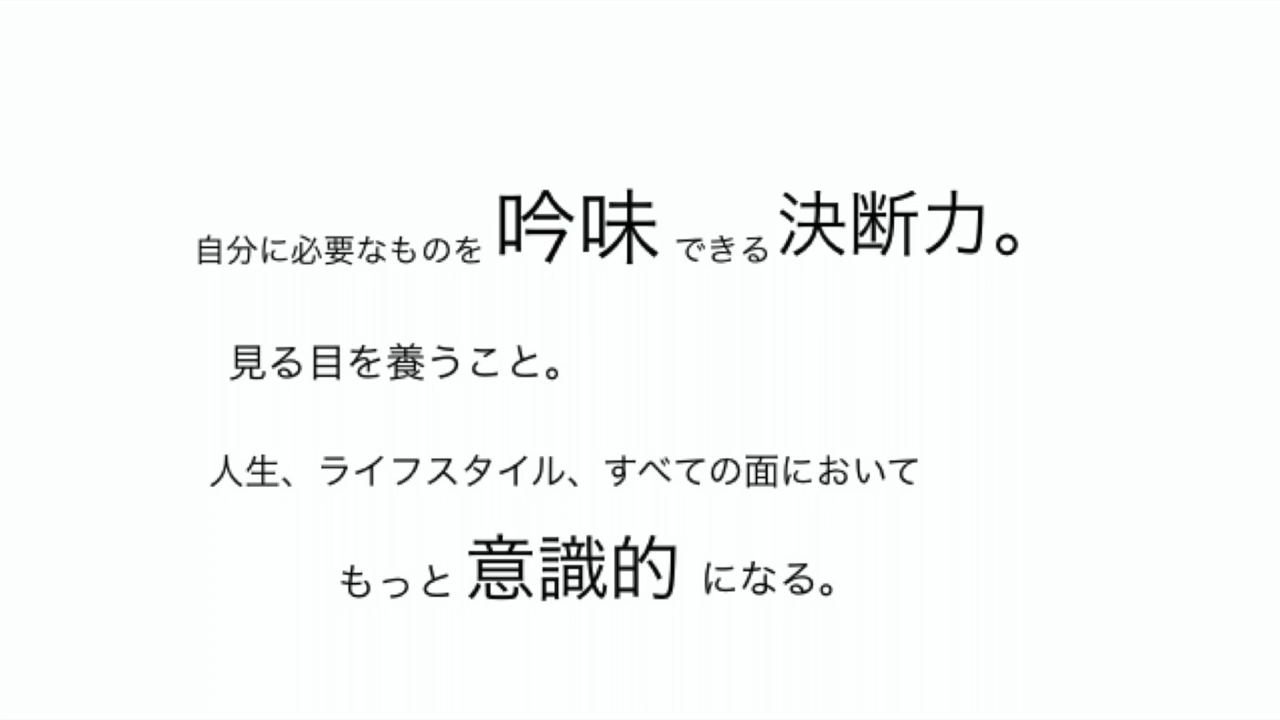 自分に必要なものを 吟味 できる 決断力。
見る目を養うこと。
人生、ライフスタイル、すべての面において
もっと 意識的 になる。